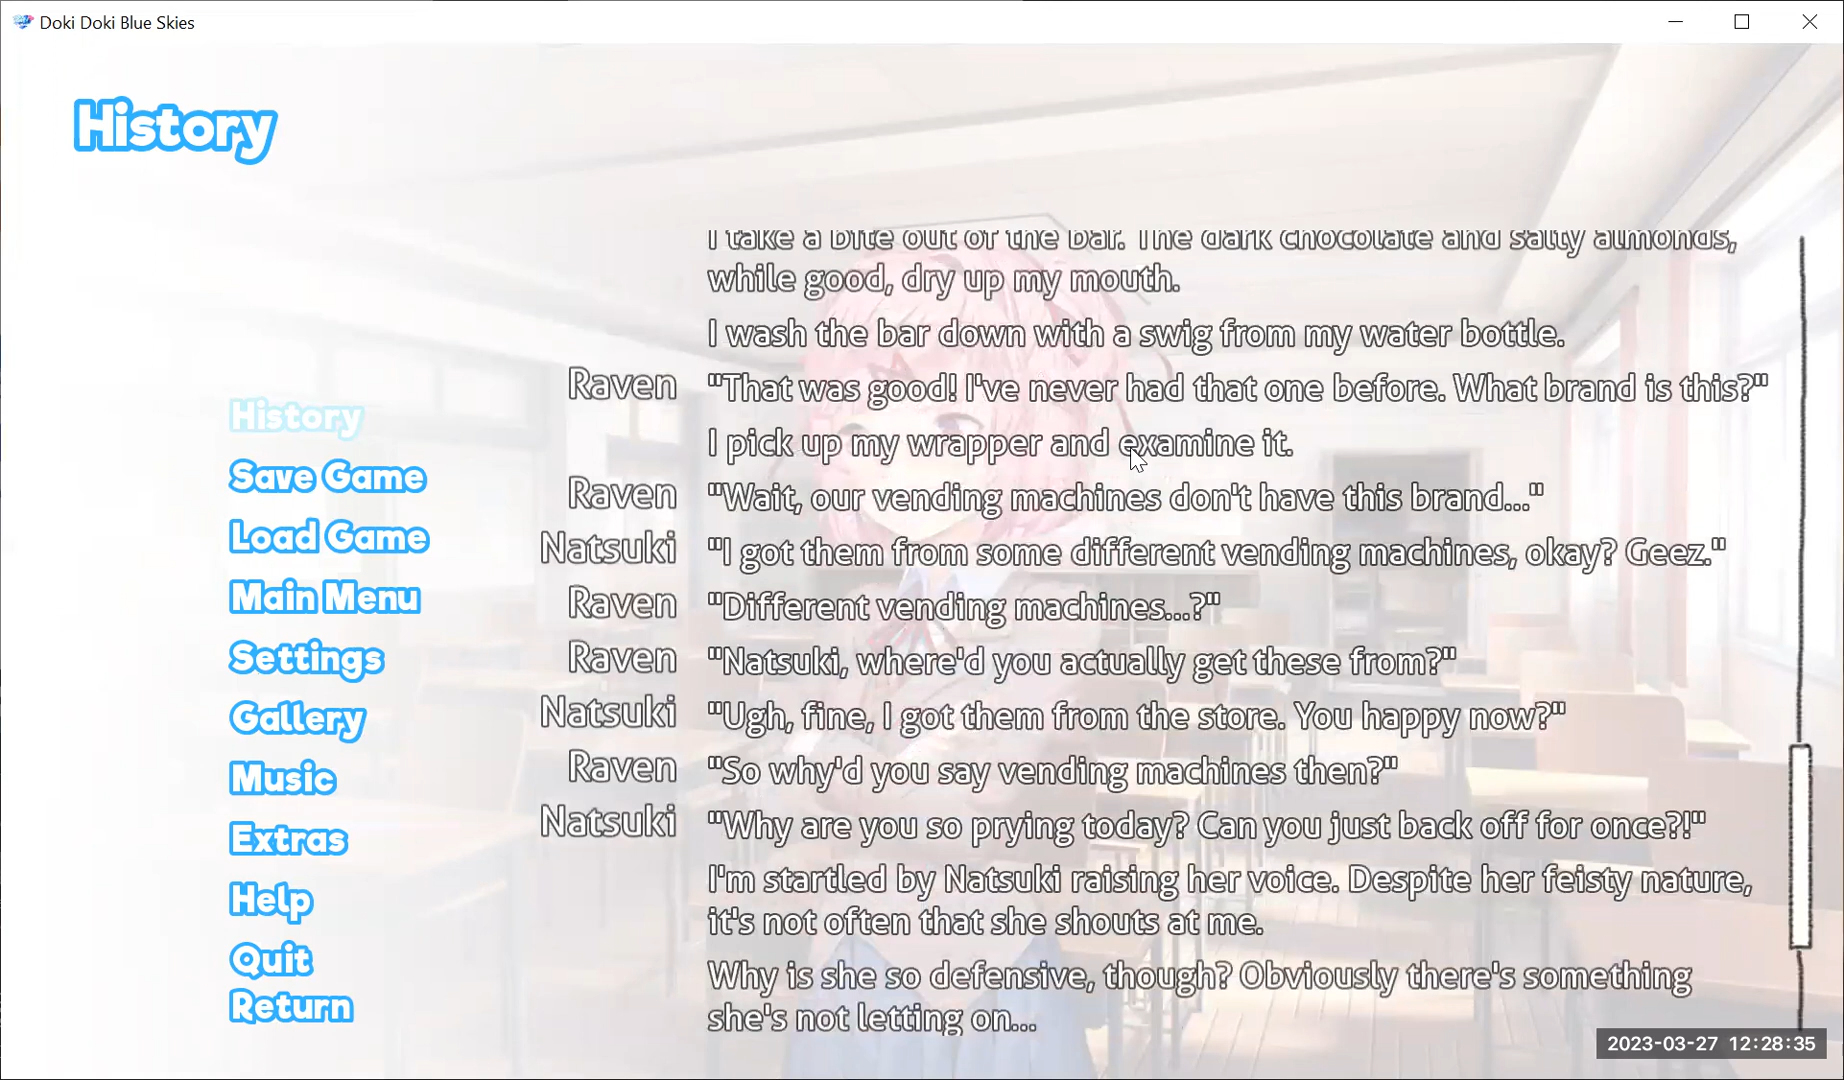 Doki Doki Blue Skies
History
I take a bite out of the bar. The dark chocolate and salty almonds,
while good, dry up my mouth.
I wash the bar down with a swig from my water bottle.
Raven "That was good! I've never had that one before. What brand is this?"
I pick up my wrapper and examine it.
Raven "Wait, our vending machines don't have this brand..."
Natsuki "I got them from some different vending machines, okay? Geez."
Raven "Different vending machines...?"
Raven "Natsuki, where'd you actually get these from?"
Natsuki "Ugh, fine, I got them from the store. You happy now?"
Raven "So why'd you say vending machines then?"
Natsuki "Why are you so prying today? Can you just back off for once?!"
I'm startled by Natsuki raising her voice. Despite her feisty nature,
it's not often that she shouts at me.
Why is she so defensive, though? Obviously there's something
she's not letting on...
History
Save Game
Load Game
Main Menu
Settings
Gallery
Music
Extras
Help
Quit
Return
2023-03-27 12:28:35